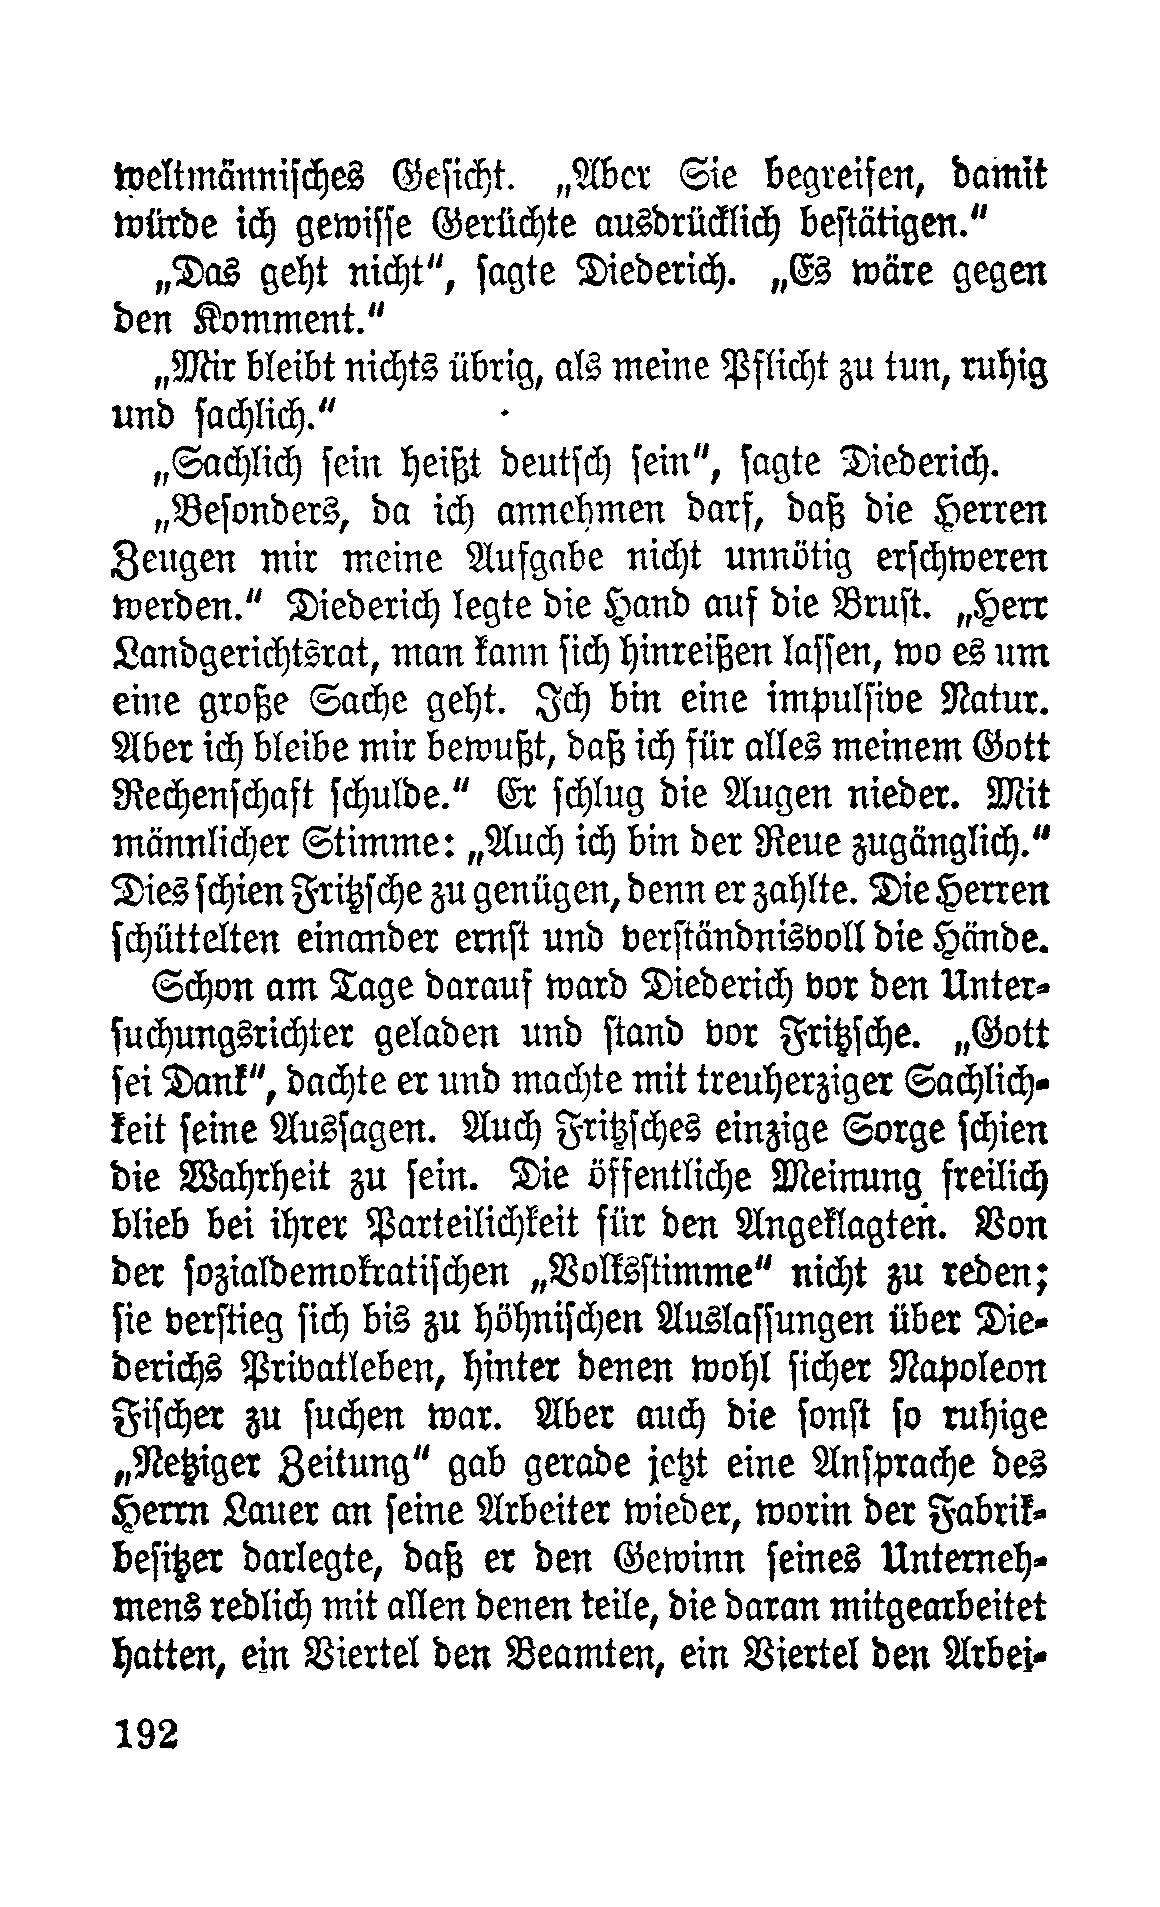 weltmännisches Gesicht. „Aber Sie begreifen, damit
würde ich gewisse Gerüchte ausdrücklich bestätigen.“
„Das geht nicht“, sagte Diederich. „Es wäre gegen
den Komment.“
„Mir bleibt nichts übrig, als meine Pflicht zu tun, ruhig
und sachlich.“
„Sachlich sein heißt deutsch sein“, sagte Diederich.
„Besonders, da ich annehmen darf, daß die Herren
Zeugen mir meine Aufgabe nicht unnötig erschweren
werden.“ Diederich legte die Hand auf die Brust. „Herr
Landgerichtsrat, man kann sich hinreißen lassen, wo es um
eine große Sache geht. Ich bin eine impulsive Natur.
Aber ich bleibe mir bewußt, daß ich für alles meinem Gott
Rechenschaft schulde.“ Er schlug die Augen nieder. Mit
männlicher Stimme: „Auch ich bin der Reue zugänglich.“
Dies schien Fritzsche zu genügen, denn er zahlte. Die Herren
schüttelten einander ernst und verständnisvoll die Hände.
Schon am Tage darauf ward Diederich vor den Unter-
suchungsrichter geladen und stand vor Fritzsche. „Gott
sei Dank“, dachte er und machte mit treuherziger Sachlich-
keit seine Aussagen. Auch Fritzsches einzige Sorge schien
die Wahrheit zu sein. Die öffentliche Meinung freilich
blieb bei ihrer Parteilichkeit für den Angeklagten. Von
der sozialdemokratischen „Volksstimme“ nicht zu reden;
sie verstieg sich bis zu höhnischen Auslassungen über Die-
derichs Privatleben, hinter denen wohl sicher Napoleon
Fischer zu suchen war. Aber auch die sonst so ruhige
„Netziger Zeitung“ gab gerade jetzt eine Ansprache des
Herrn Lauer an seine Arbeiter wieder, worin der Fabrik-
besitzer darlegte, daß er den Gewinn seines Unterneh-
mens redlich mit allen denen teile, die daran mitgearbeitet
hatten, ein Viertel den Beamten, ein Viertel den Arbei-
192